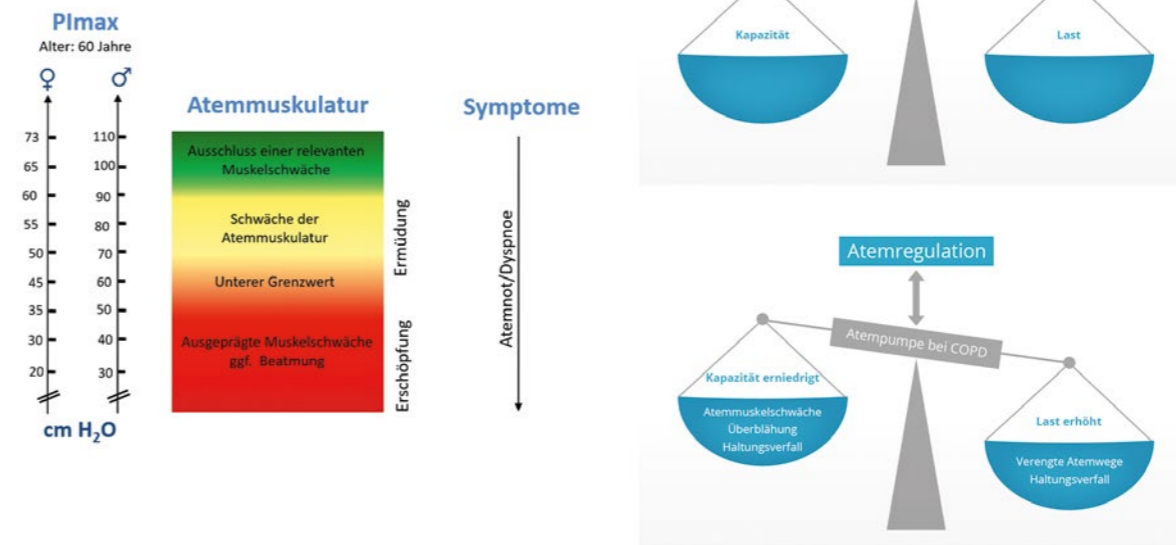 PImax
Alter: 60 Jahre
♀ ♂
73 110
65 100
60 90
55 80
50 70
45 60
35 50
30 40
20 30
cm H₂O
Atemmuskulatur
Ausschluss einer relevanten
Muskelschwäche
Schwäche der
Atemmuskulatur
Unterer Grenzwert
Ausgeprägte Muskelschwäche
ggf. Beatmung
Ermüdung
Erschöpfung
Symptome
Atemnot/Dyspnoe
Kapazität
Last
Atemregulation
Atempumpe bei COPD
Kapazität erniedrigt
Atemmuskelschwäche
Überblähung
Haltungsverfall
Last erhöht
Verengte Atemwege
Haltungsverfall